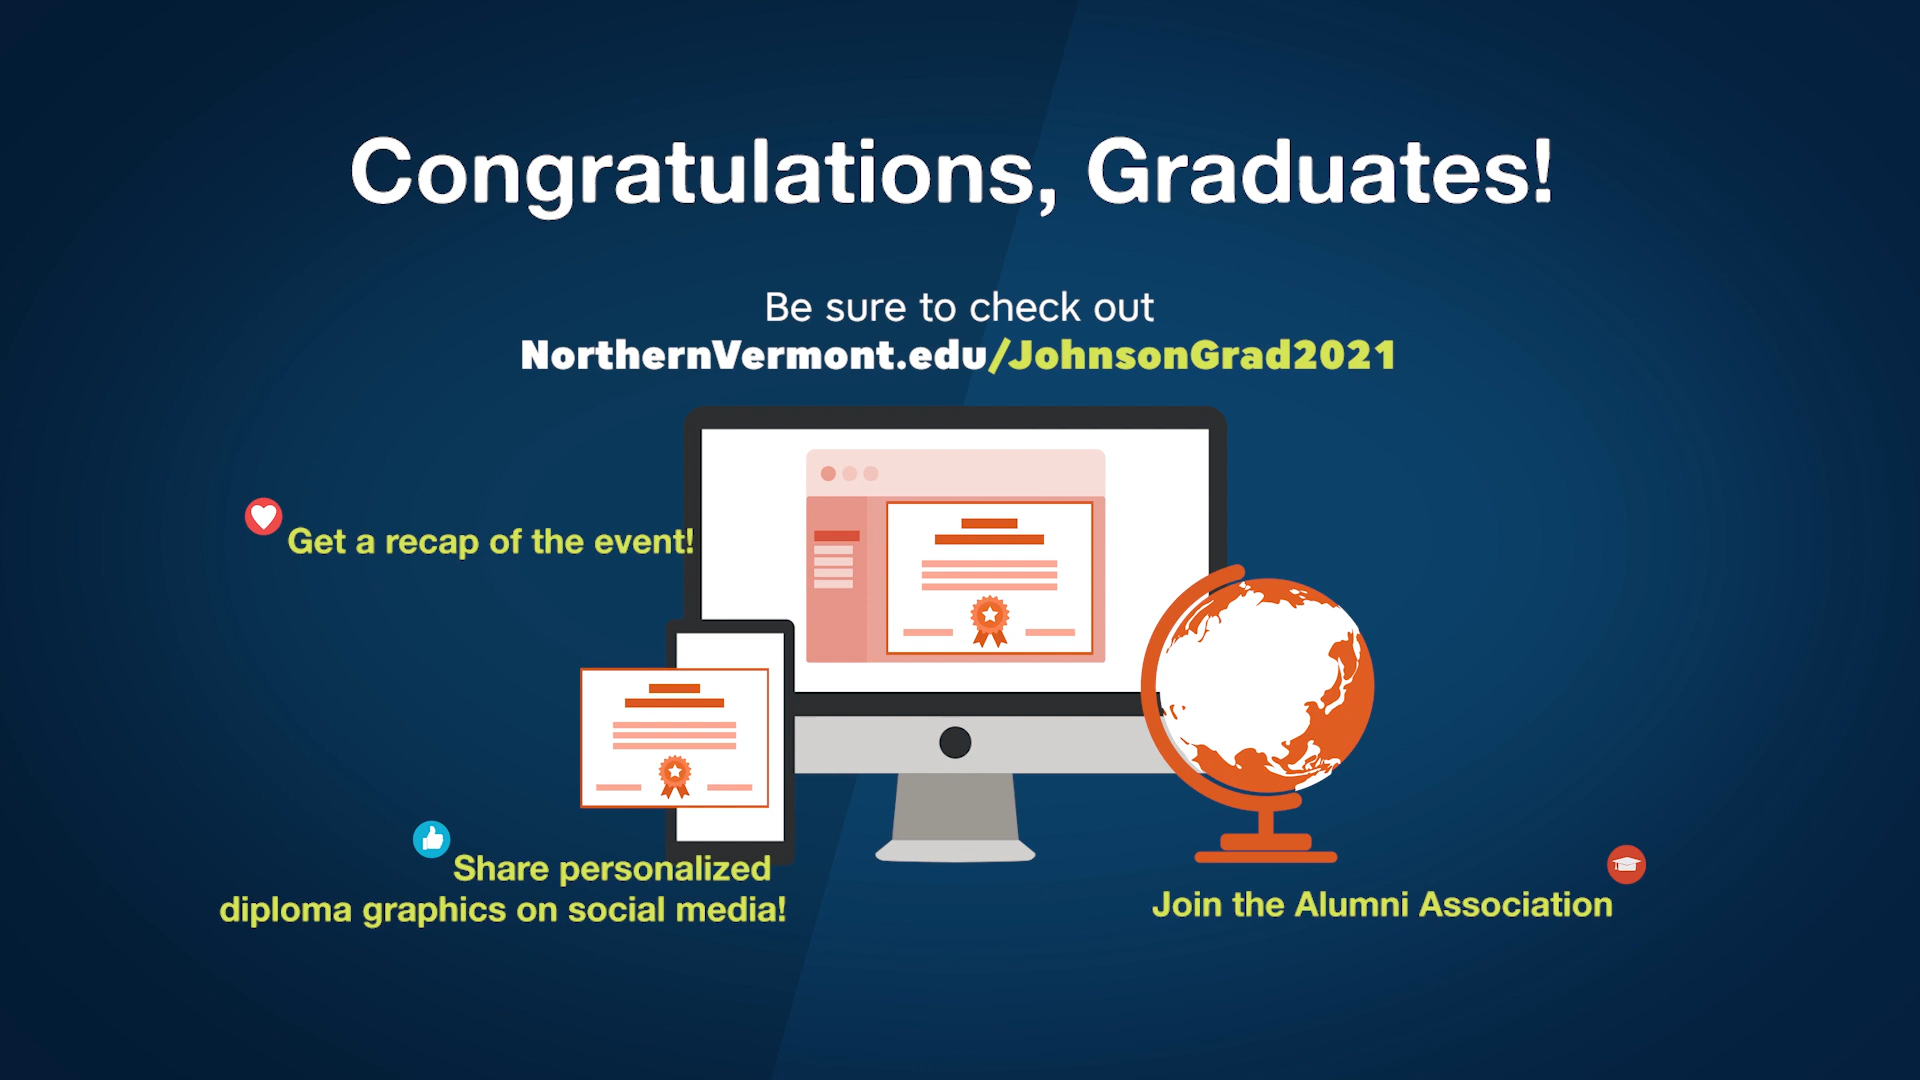 Congratulations, Graduates!
Be sure to check out
NorthernVermont.edu/JohnsonGrad2021
Get a recap of the event!
Share personalized
diploma graphics on social media!
Join the Alumni Association